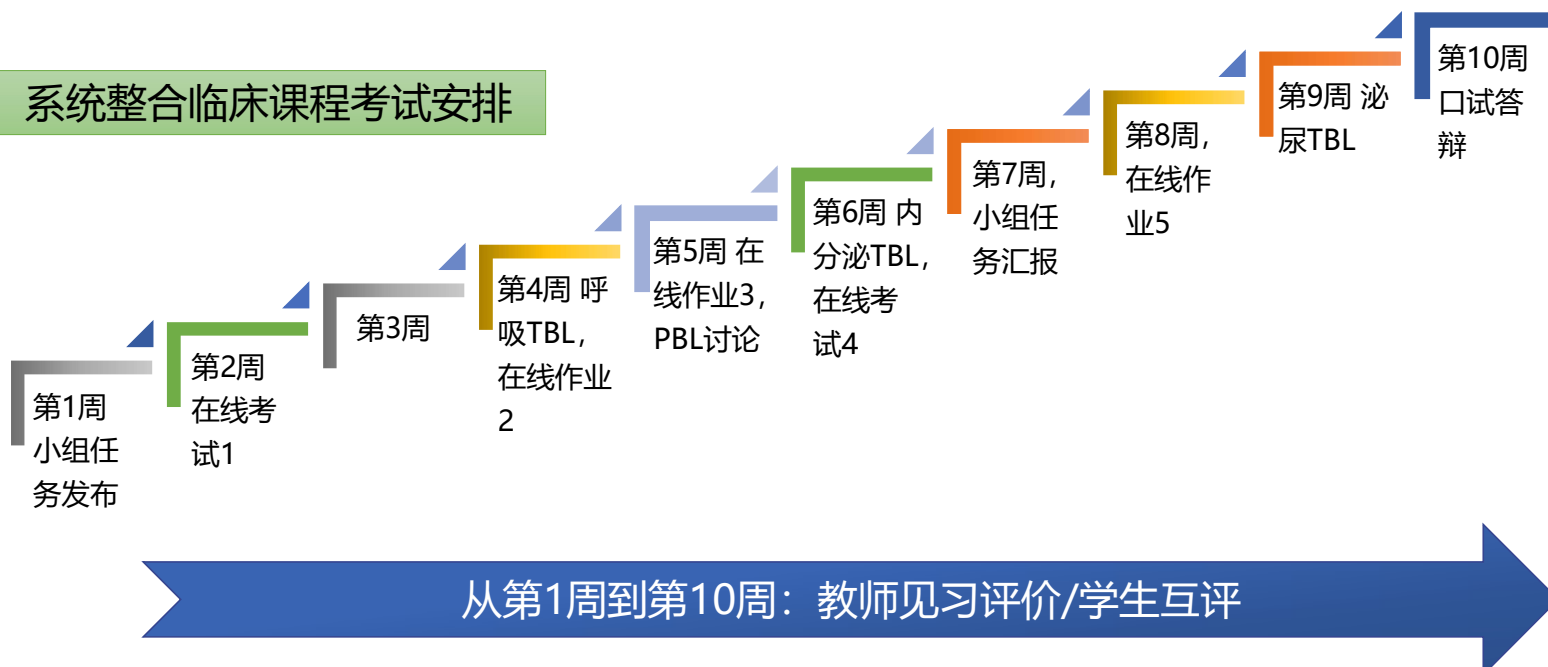 系统整合临床课程考试安排
第1周
小组任
务发布
第2周
在线考
试1
第3周
第4周 呼
吸TBL，
在线作业
2
第5周 在
线作业3，
PBL讨论
第6周 内
分泌TBL，
在线考
试4
第7周，
小组任
务汇报
第8周，
在线作
业5
第9周 泌
尿TBL
第10周
口试答
辩
从第1周到第10周：教师见习评价/学生互评